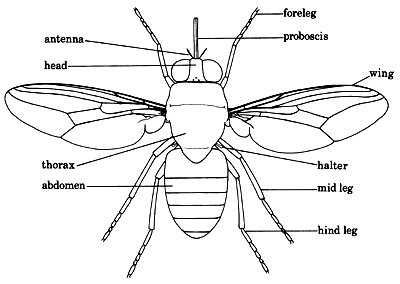 foreleg
antenna
proboscis
head
wing
thorax
halter
abdomen
mid leg
hind leg